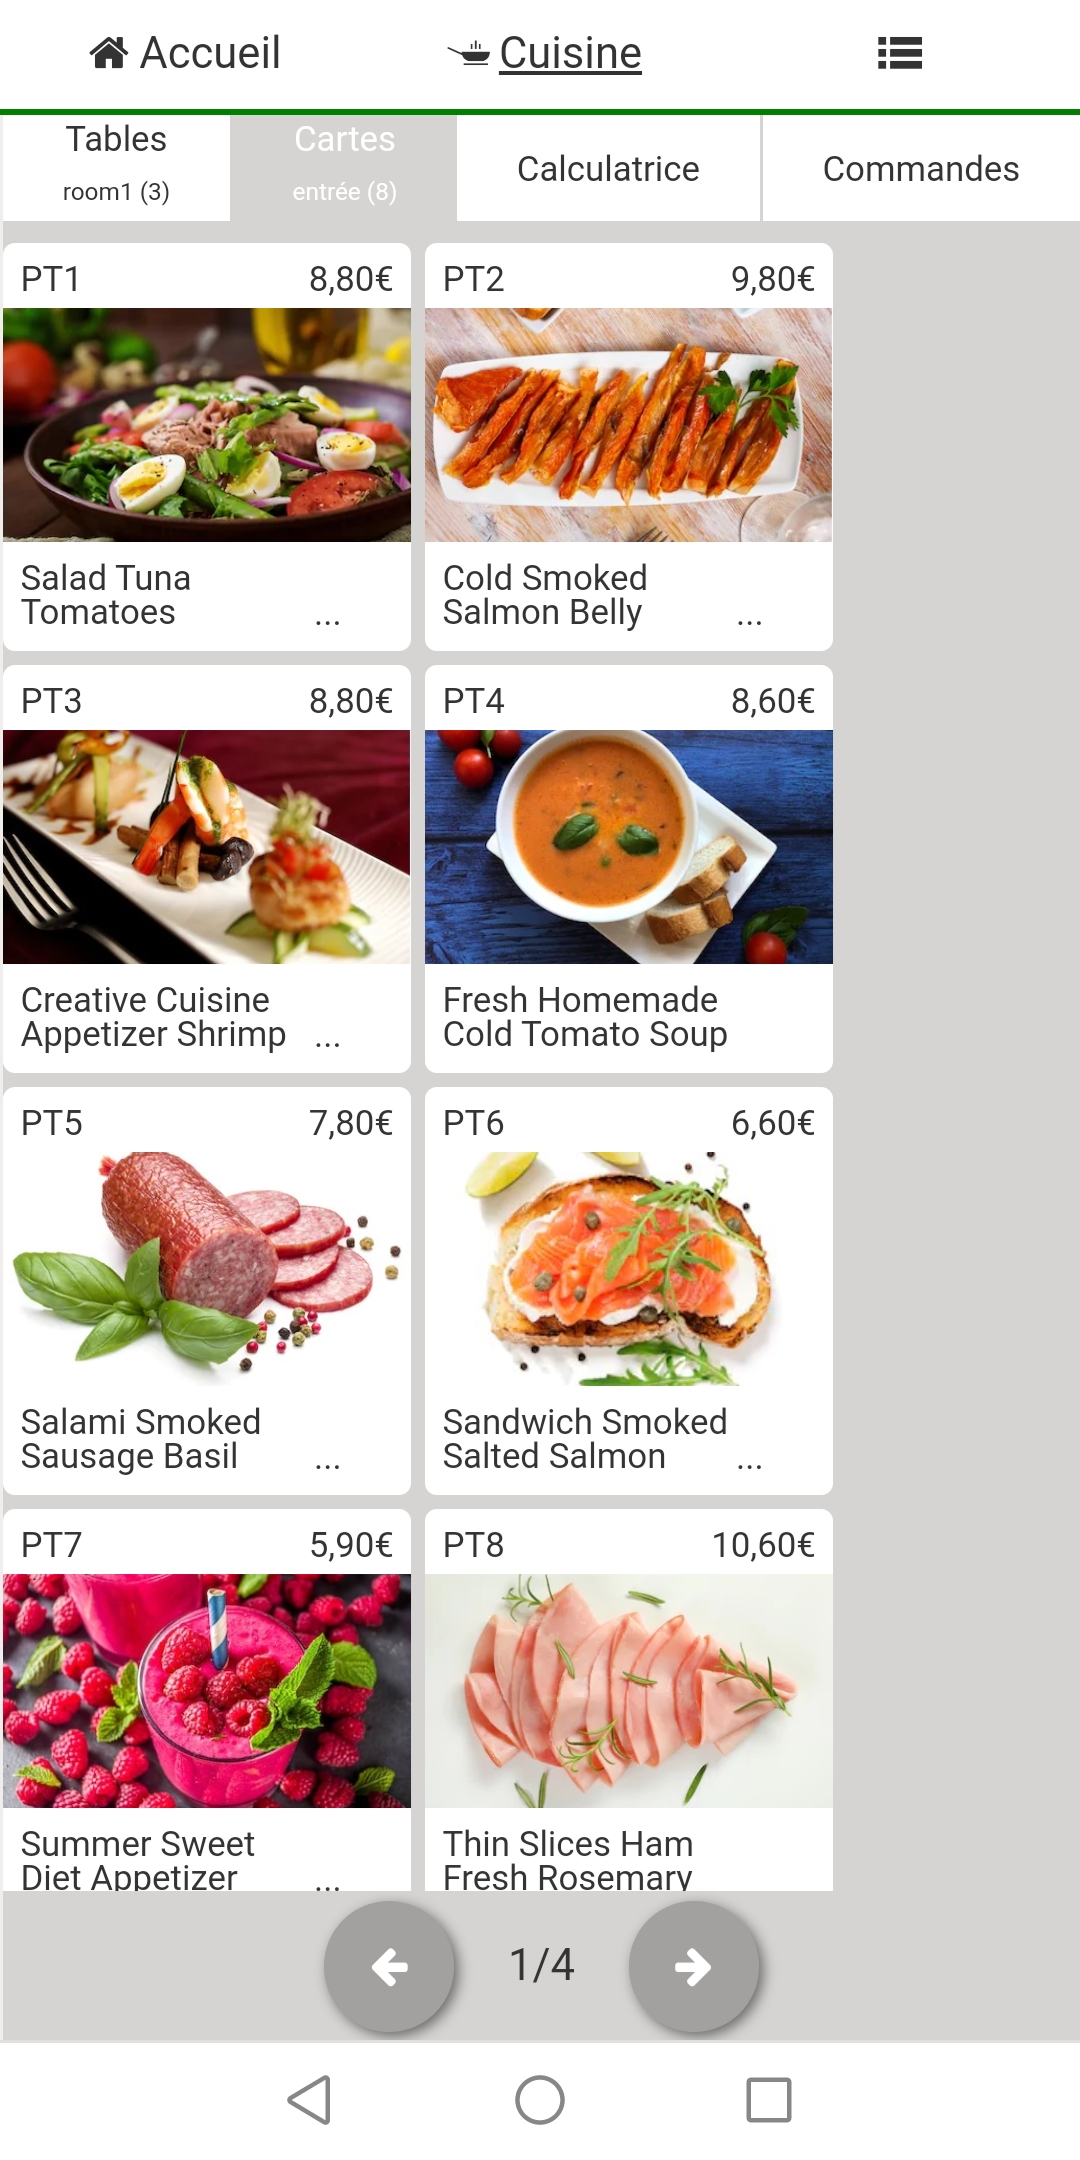 Accueil
Cuisine
Tables
room1 (3)
Cartes
entrée (8)
Calculatrice
Commandes
PT1 8,80€
Salad Tuna
Tomatoes ...
PT2 9,80€
Cold Smoked
Salmon Belly ...
PT3 8,80€
Creative Cuisine
Appetizer Shrimp ...
PT4 8,60€
Fresh Homemade
Cold Tomato Soup
PT5 7,80€
Salami Smoked
Sausage Basil ...
PT6 6,60€
Sandwich Smoked
Salted Salmon ...
PT7 5,90€
Summer Sweet
Diet Appetizer ...
PT8 10,60€
Thin Slices Ham
Fresh Rosemary
1/4